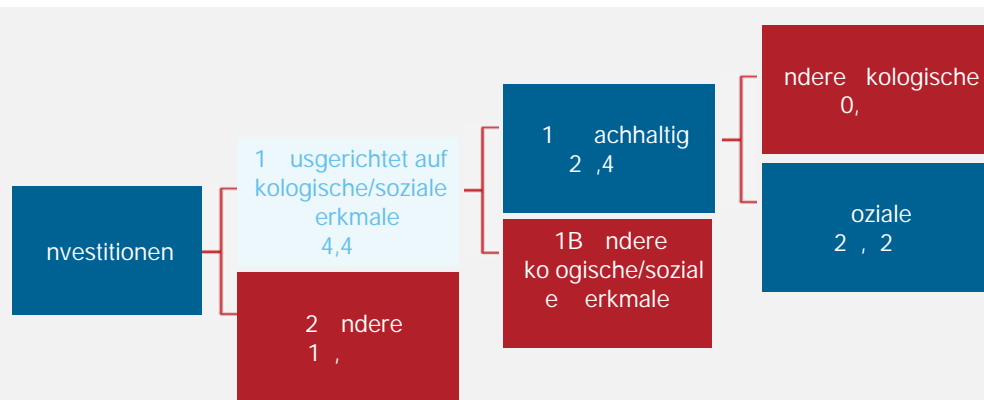 nvestitionen
1 usgerichtet auf
kologische/soziale
erkmale
4,4
2 ndere
1 ,
1 achhaltig
2 ,4
1B ndere
ko ogische/sozial
e erkmale
ndere kologische
0,
oziale
2 , 2